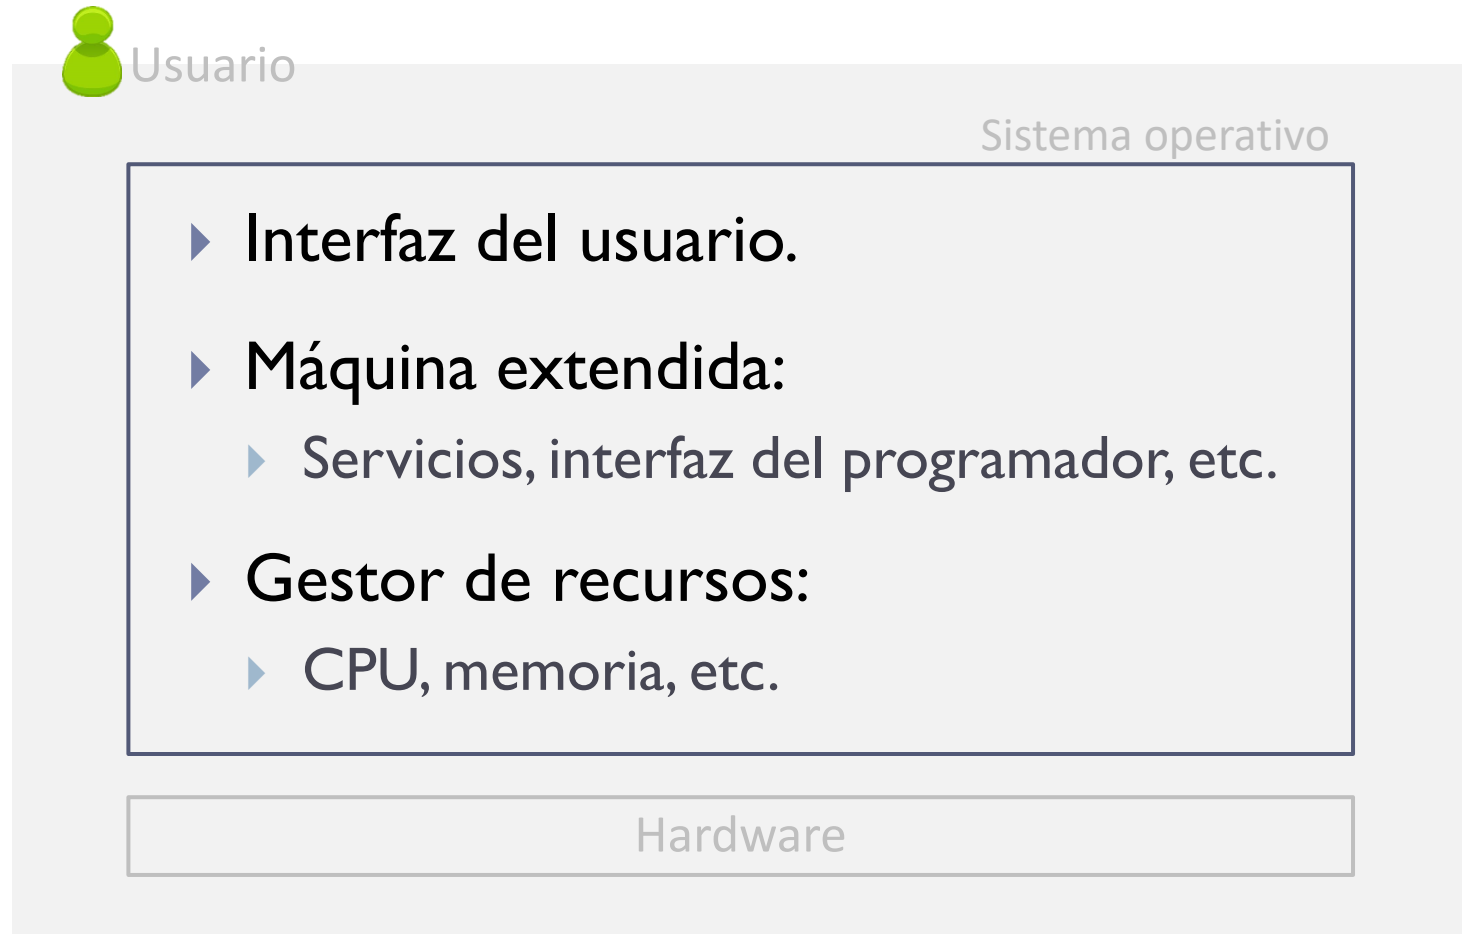 Usuario
Sistema operativo
Interfaz del usuario.
Máquina extendida:
Servicios, interfaz del programador, etc.
Gestor de recursos:
CPU, memoria, etc.
Hardware